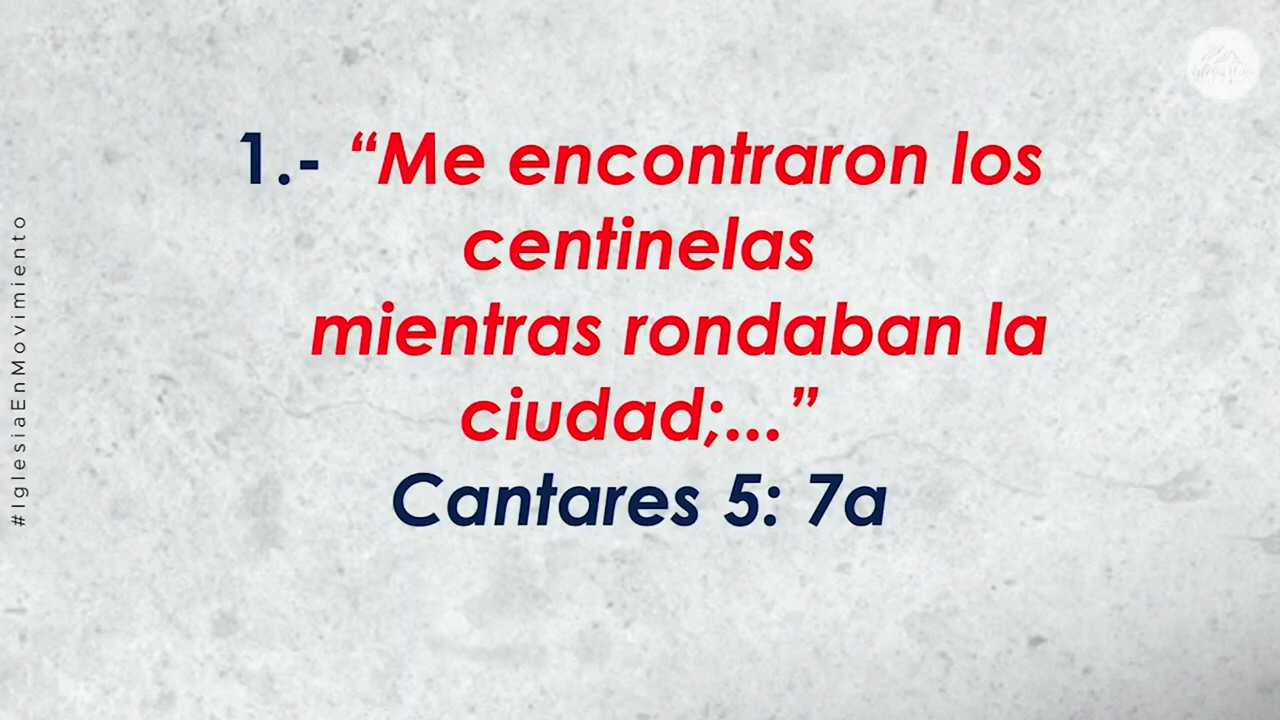 1.- “Me encontraron los
centinelas
mientras rondaban la
ciudad;...”
Cantares 5: 7a
#IglesiaEnMovimiento